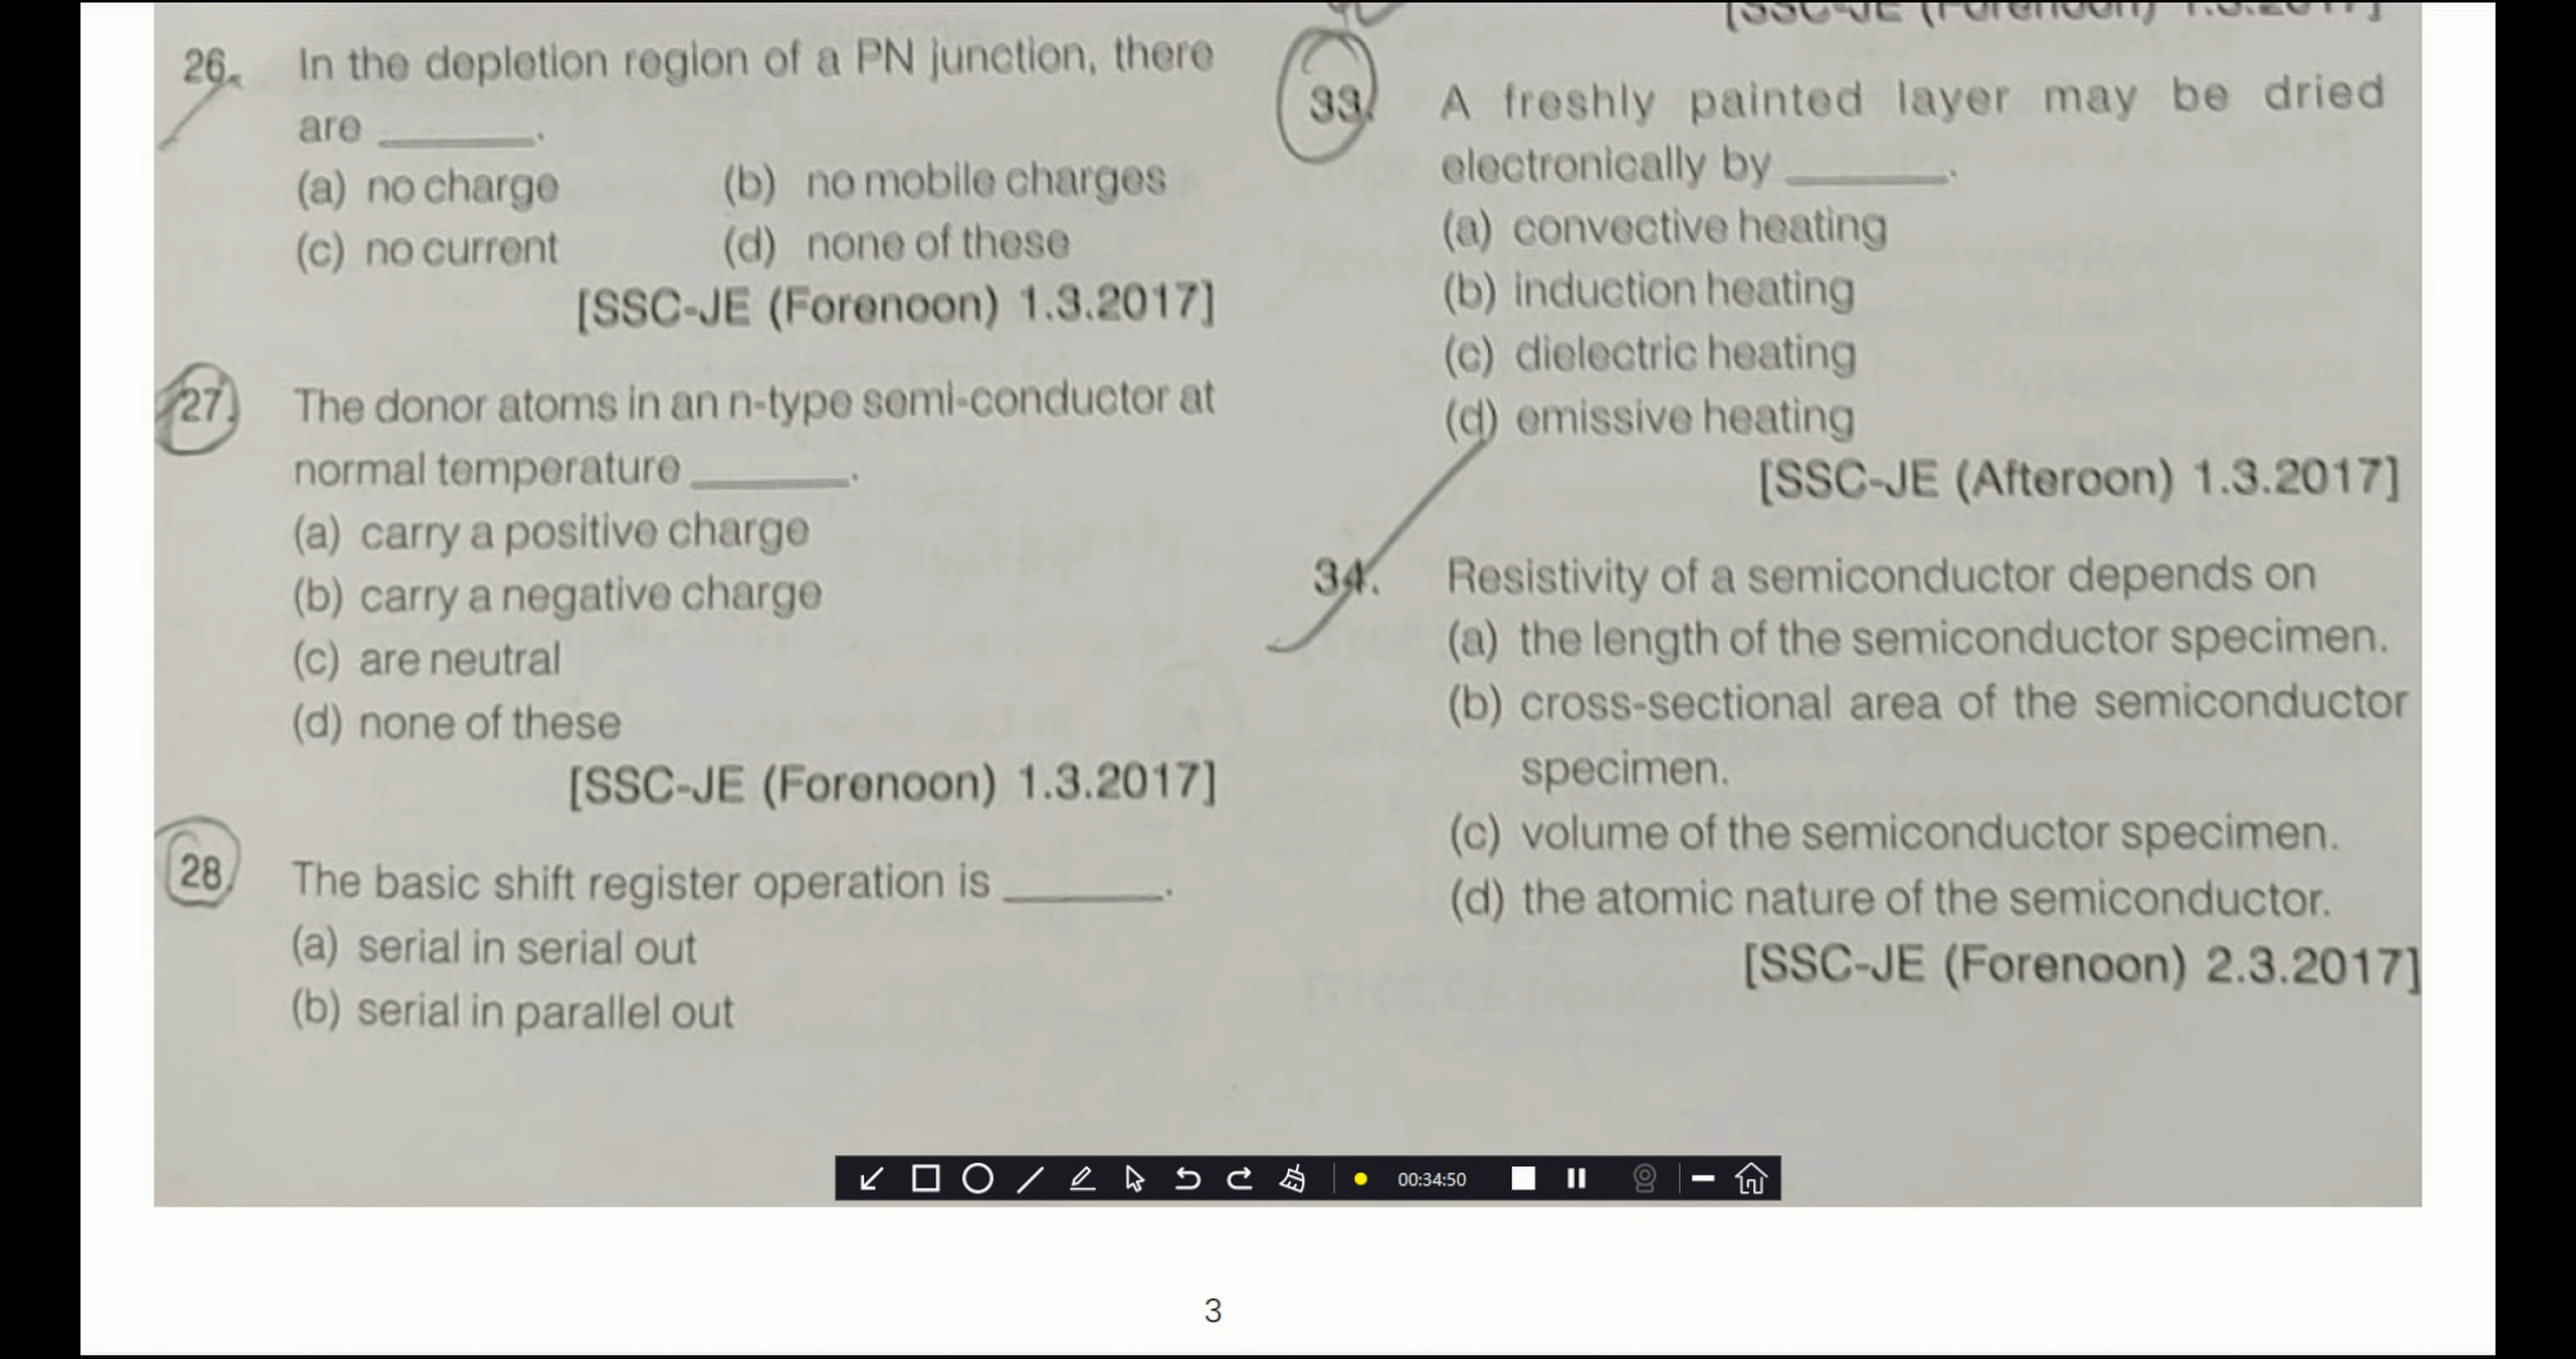 26. In the depletion region of a PN junction, there
are ______.
(a) no charge (b) no mobile charges
(c) no current (d) none of these
[SSC-JE (Forenoon) 1.3.2017]
27. The donor atoms in an n-type semi-conductor at
normal temperature ______.
(a) carry a positive charge
(b) carry a negative charge
(c) are neutral
(d) none of these
[SSC-JE (Forenoon) 1.3.2017]
28. The basic shift register operation is ______.
(a) serial in serial out
(b) serial in parallel out
[SSC-JE (Forenoon) 1.3.2017]
33. A freshly painted layer may be dried
electronically by ______.
(a) convective heating
(b) induction heating
(c) dielectric heating
(d) emissive heating
[SSC-JE (Afteroon) 1.3.2017]
34. Resistivity of a semiconductor depends on
(a) the length of the semiconductor specimen.
(b) cross-sectional area of the semiconductor
specimen.
(c) volume of the semiconductor specimen.
(d) the atomic nature of the semiconductor.
[SSC-JE (Forenoon) 2.3.2017]
00:34:50
3